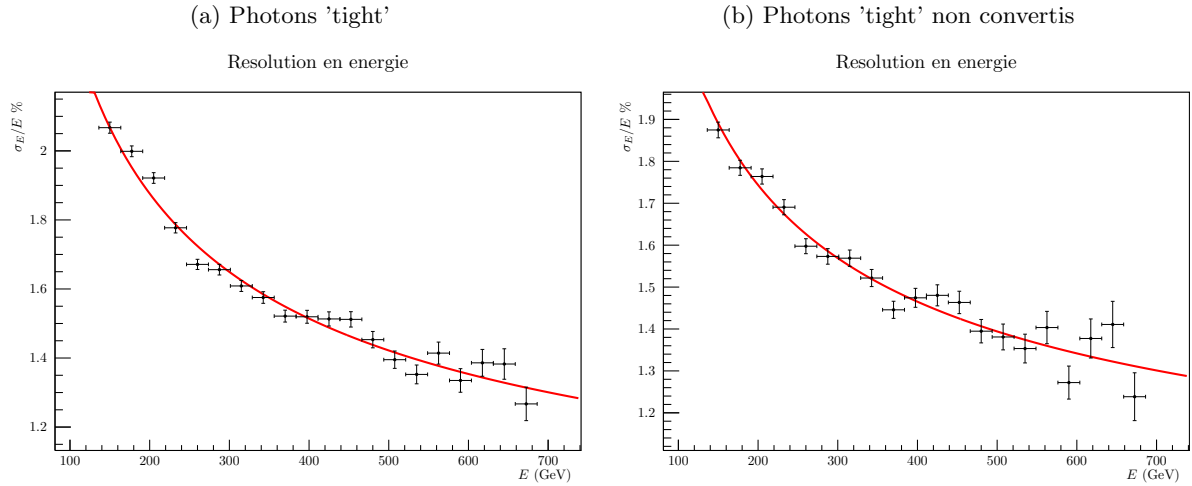 (a) Photons 'tight'
Resolution en energie
σ_E/E %
2
1.8
1.6
1.4
1.2
100 200 300 400 500 600 700
E (GeV)
(b) Photons 'tight' non convertis
Resolution en energie
σ_E/E %
1.9
1.8
1.7
1.6
1.5
1.4
1.3
1.2
100 200 300 400 500 600 700
E (GeV)